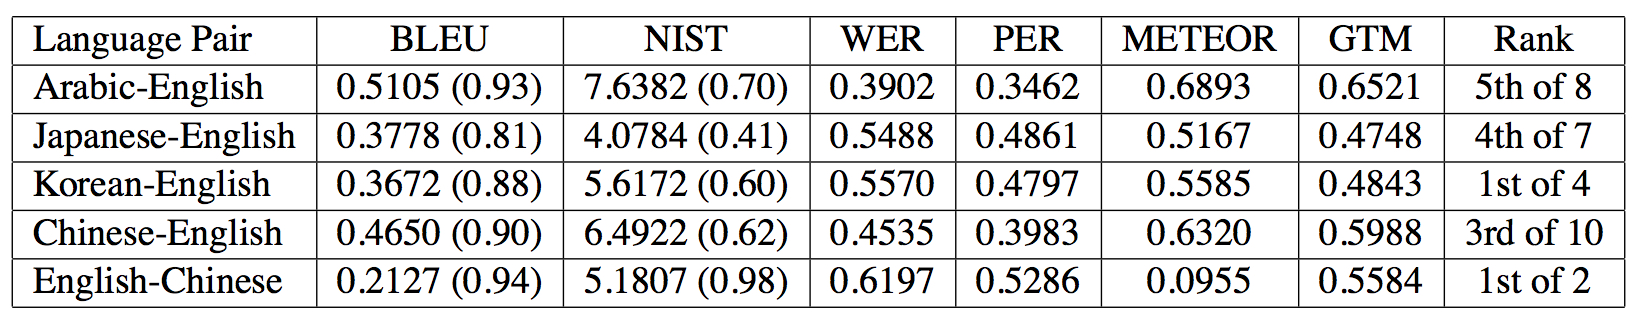 Language Pair BLEU NIST WER PER METEOR GTM Rank
Arabic-English 0.5105 (0.93) 7.6382 (0.70) 0.3902 0.3462 0.6893 0.6521 5th of 8
Japanese-English 0.3778 (0.81) 4.0784 (0.41) 0.5488 0.4861 0.5167 0.4748 4th of 7
Korean-English 0.3672 (0.88) 5.6172 (0.60) 0.5570 0.4797 0.5585 0.4843 1st of 4
Chinese-English 0.4650 (0.90) 6.4922 (0.62) 0.4535 0.3983 0.6320 0.5988 3rd of 10
English-Chinese 0.2127 (0.94) 5.1807 (0.98) 0.6197 0.5286 0.0955 0.5584 1st of 2